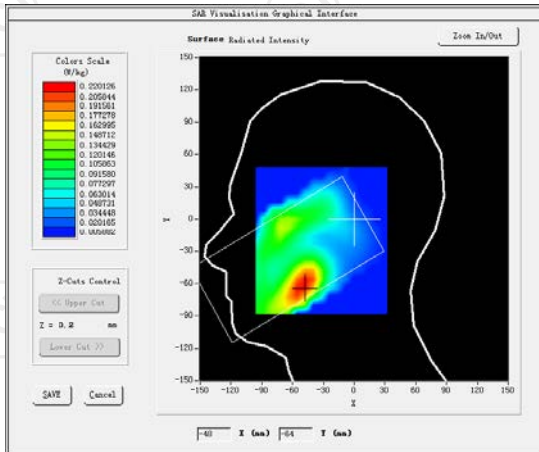 SAR Visualisation Graphical Interface
Surface Radiated Intensity
Zoom In/Out
Colors Scale
(W/kg)
0.220126
0.205844
0.191561
0.177278
0.162995
0.148712
0.134429
0.120146
0.105863
0.091580
0.077297
0.063014
0.048731
0.034448
0.020165
0.005882
Z-Cuts Control
<< Upper Cut
Z = 0.2 mm
Lower Cut >>
SAVE Cancel
150
120
90
60
30
0
-30
-60
-90
-120
-150
Y
-150 -120 -90 -60 -30 0 30 60 90 120 150
X
-48 X (mm) -64 Y (mm)